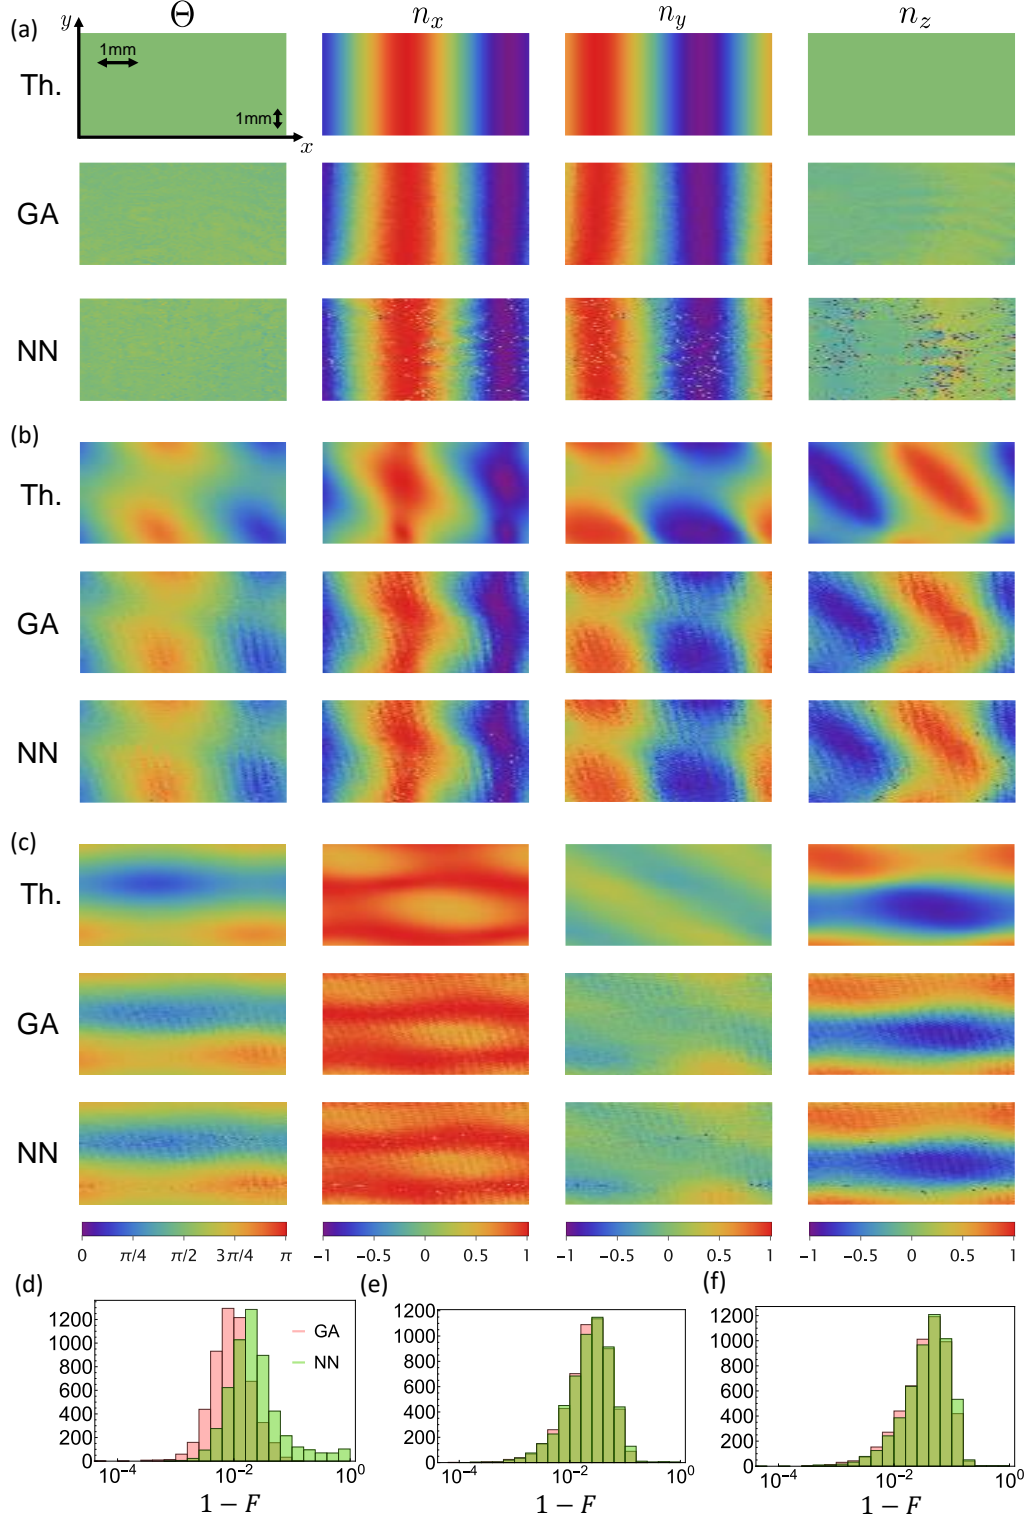 Θ n_x n_y n_z
(a)
y
1mm
Th.
1mm
x
GA
NN
(b)
Th.
GA
NN
(c)
Th.
GA
NN
0 π/4 π/2 3π/4 π
−1 −0.5 0 0.5 1
−1 −0.5 0 0.5 1
−1 −0.5 0 0.5 1
(d)
1200
1000
800
600
400
200
0
GA
NN
10^-4 10^-2 10^0
1 − F
(e)
1200
1000
800
600
400
200
0
10^-4 10^-2 10^0
1 − F
(f)
1200
1000
800
600
400
200
0
10^-4 10^-2 10^0
1 − F